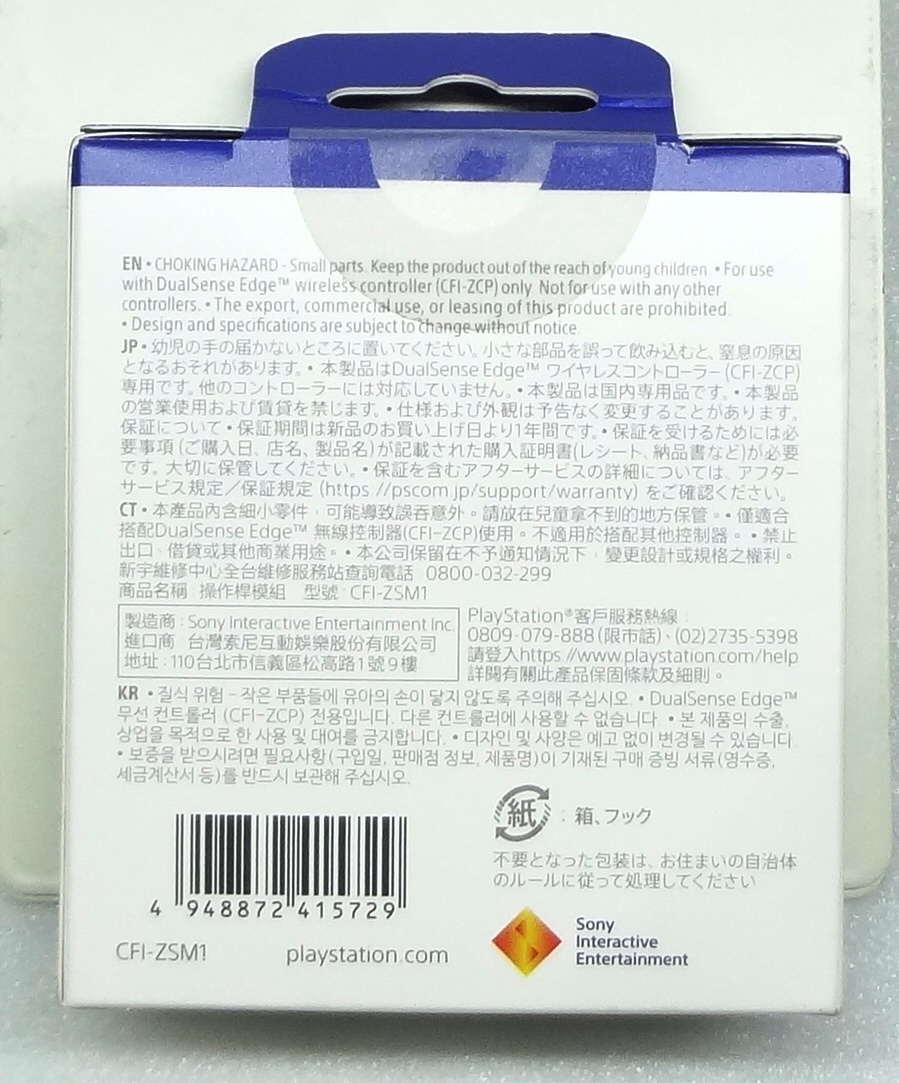 EN • CHOKING HAZARD - Small parts. Keep the product out of the reach of young children. • For use
with DualSense Edge™ wireless controller (CFI-ZCP) only. Not for use with any other
controllers. • The export, commercial use, or leasing of this product are prohibited.
• Design and specifications are subject to change without notice.
JP • 幼児の手の届かないところに置いてください。小さな部品を誤って飲み込むと、窒息の原因
となるおそれがあります。• 本製品はDualSense Edge™ ワイヤレスコントローラー (CFI-ZCP)
専用です。他のコントローラーには対応していません。• 本製品は国内専用品です。• 本製品
の営業使用および賃貸を禁じます。• 仕様および外観は予告なく変更することがあります。
保証について • 保証期間は新品のお買い上げ日より1年間です。• 保証を受けるためには必
要事項 (ご購入日、店名、製品名)が記載された購入証明書(レシート、納品書など)が必要
です。大切に保管してください。• 保証を含むアフターサービスの詳細については、アフター
サービス規定／保証規定 (https://pscom.jp/support/warranty) をご確認ください。
CT • 本產品內含細小零件，可能導致誤吞意外。請放在兒童拿不到的地方保管。• 僅適合
搭配DualSense Edge™ 無線控制器(CFI-ZCP)使用。不適用於搭配其他控制器。• 禁止
出口、借貸或其他商業用途。• 本公司保留在不予通知情況下，變更設計或規格之權利。
新宇維修中心全台維修服務站查詢電話 0800-032-299
商品名稱：操作桿模組 型號：CFI-ZSM1
製造商：Sony Interactive Entertainment Inc.
進口商：台灣索尼互動娛樂股份有限公司
地址：110台北市信義區松高路1號9樓
PlayStation®客戶服務熱線：
0809-079-888(限市話)、(02)2735-5398
請登入https://www.playstation.com/help
詳閱有關此產品保固條款及細則。
KR • 질식 위험 – 작은 부품들에 유아의 손이 닿지 않도록 주의해 주십시오. • DualSense Edge™
무선 컨트롤러 (CFI-ZCP) 전용입니다. 다른 컨트롤러에 사용할 수 없습니다. • 본 제품의 수출,
상업을 목적으로 한 사용 및 대여를 금지합니다. • 디자인 및 사양은 예고 없이 변경될 수 있습니다.
• 보증을 받으시려면 필요사항(구입일, 판매점 정보, 제품명)이 기재된 구매 증빙 서류(영수증,
세금계산서 등)를 반드시 보관해 주십시오.
紙：箱、フック
不要となった包装は、お住まいの自治体
のルールに従って処理してください
4 948872 415729
CFI-ZSM1
playstation.com
Sony
Interactive
Entertainment